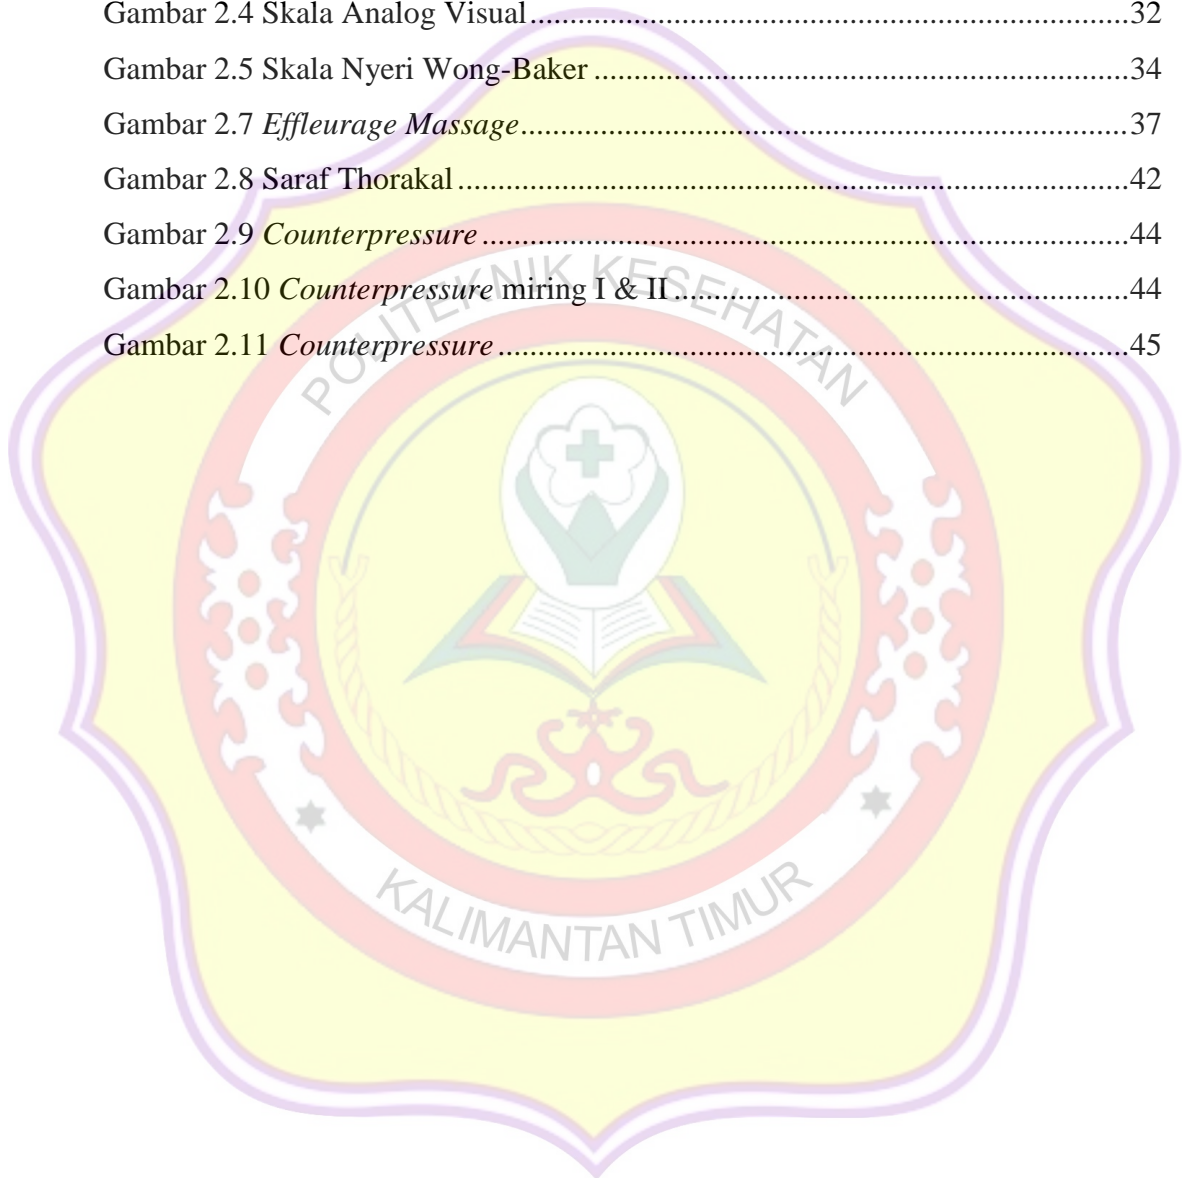 Gambar 2.4 Skala Analog Visual....................................................................................32
Gambar 2.5 Skala Nyeri Wong-Baker............................................................................34
Gambar 2.7 Effleurage Massage....................................................................................37
Gambar 2.8 Saraf Thorakal............................................................................................42
Gambar 2.9 Counterpressure.........................................................................................44
Gambar 2.10 Counterpressure miring I & II...................................................................44
Gambar 2.11 Counterpressure.......................................................................................45
POLITEKNIK KESEHATAN
KALIMANTAN TIMUR